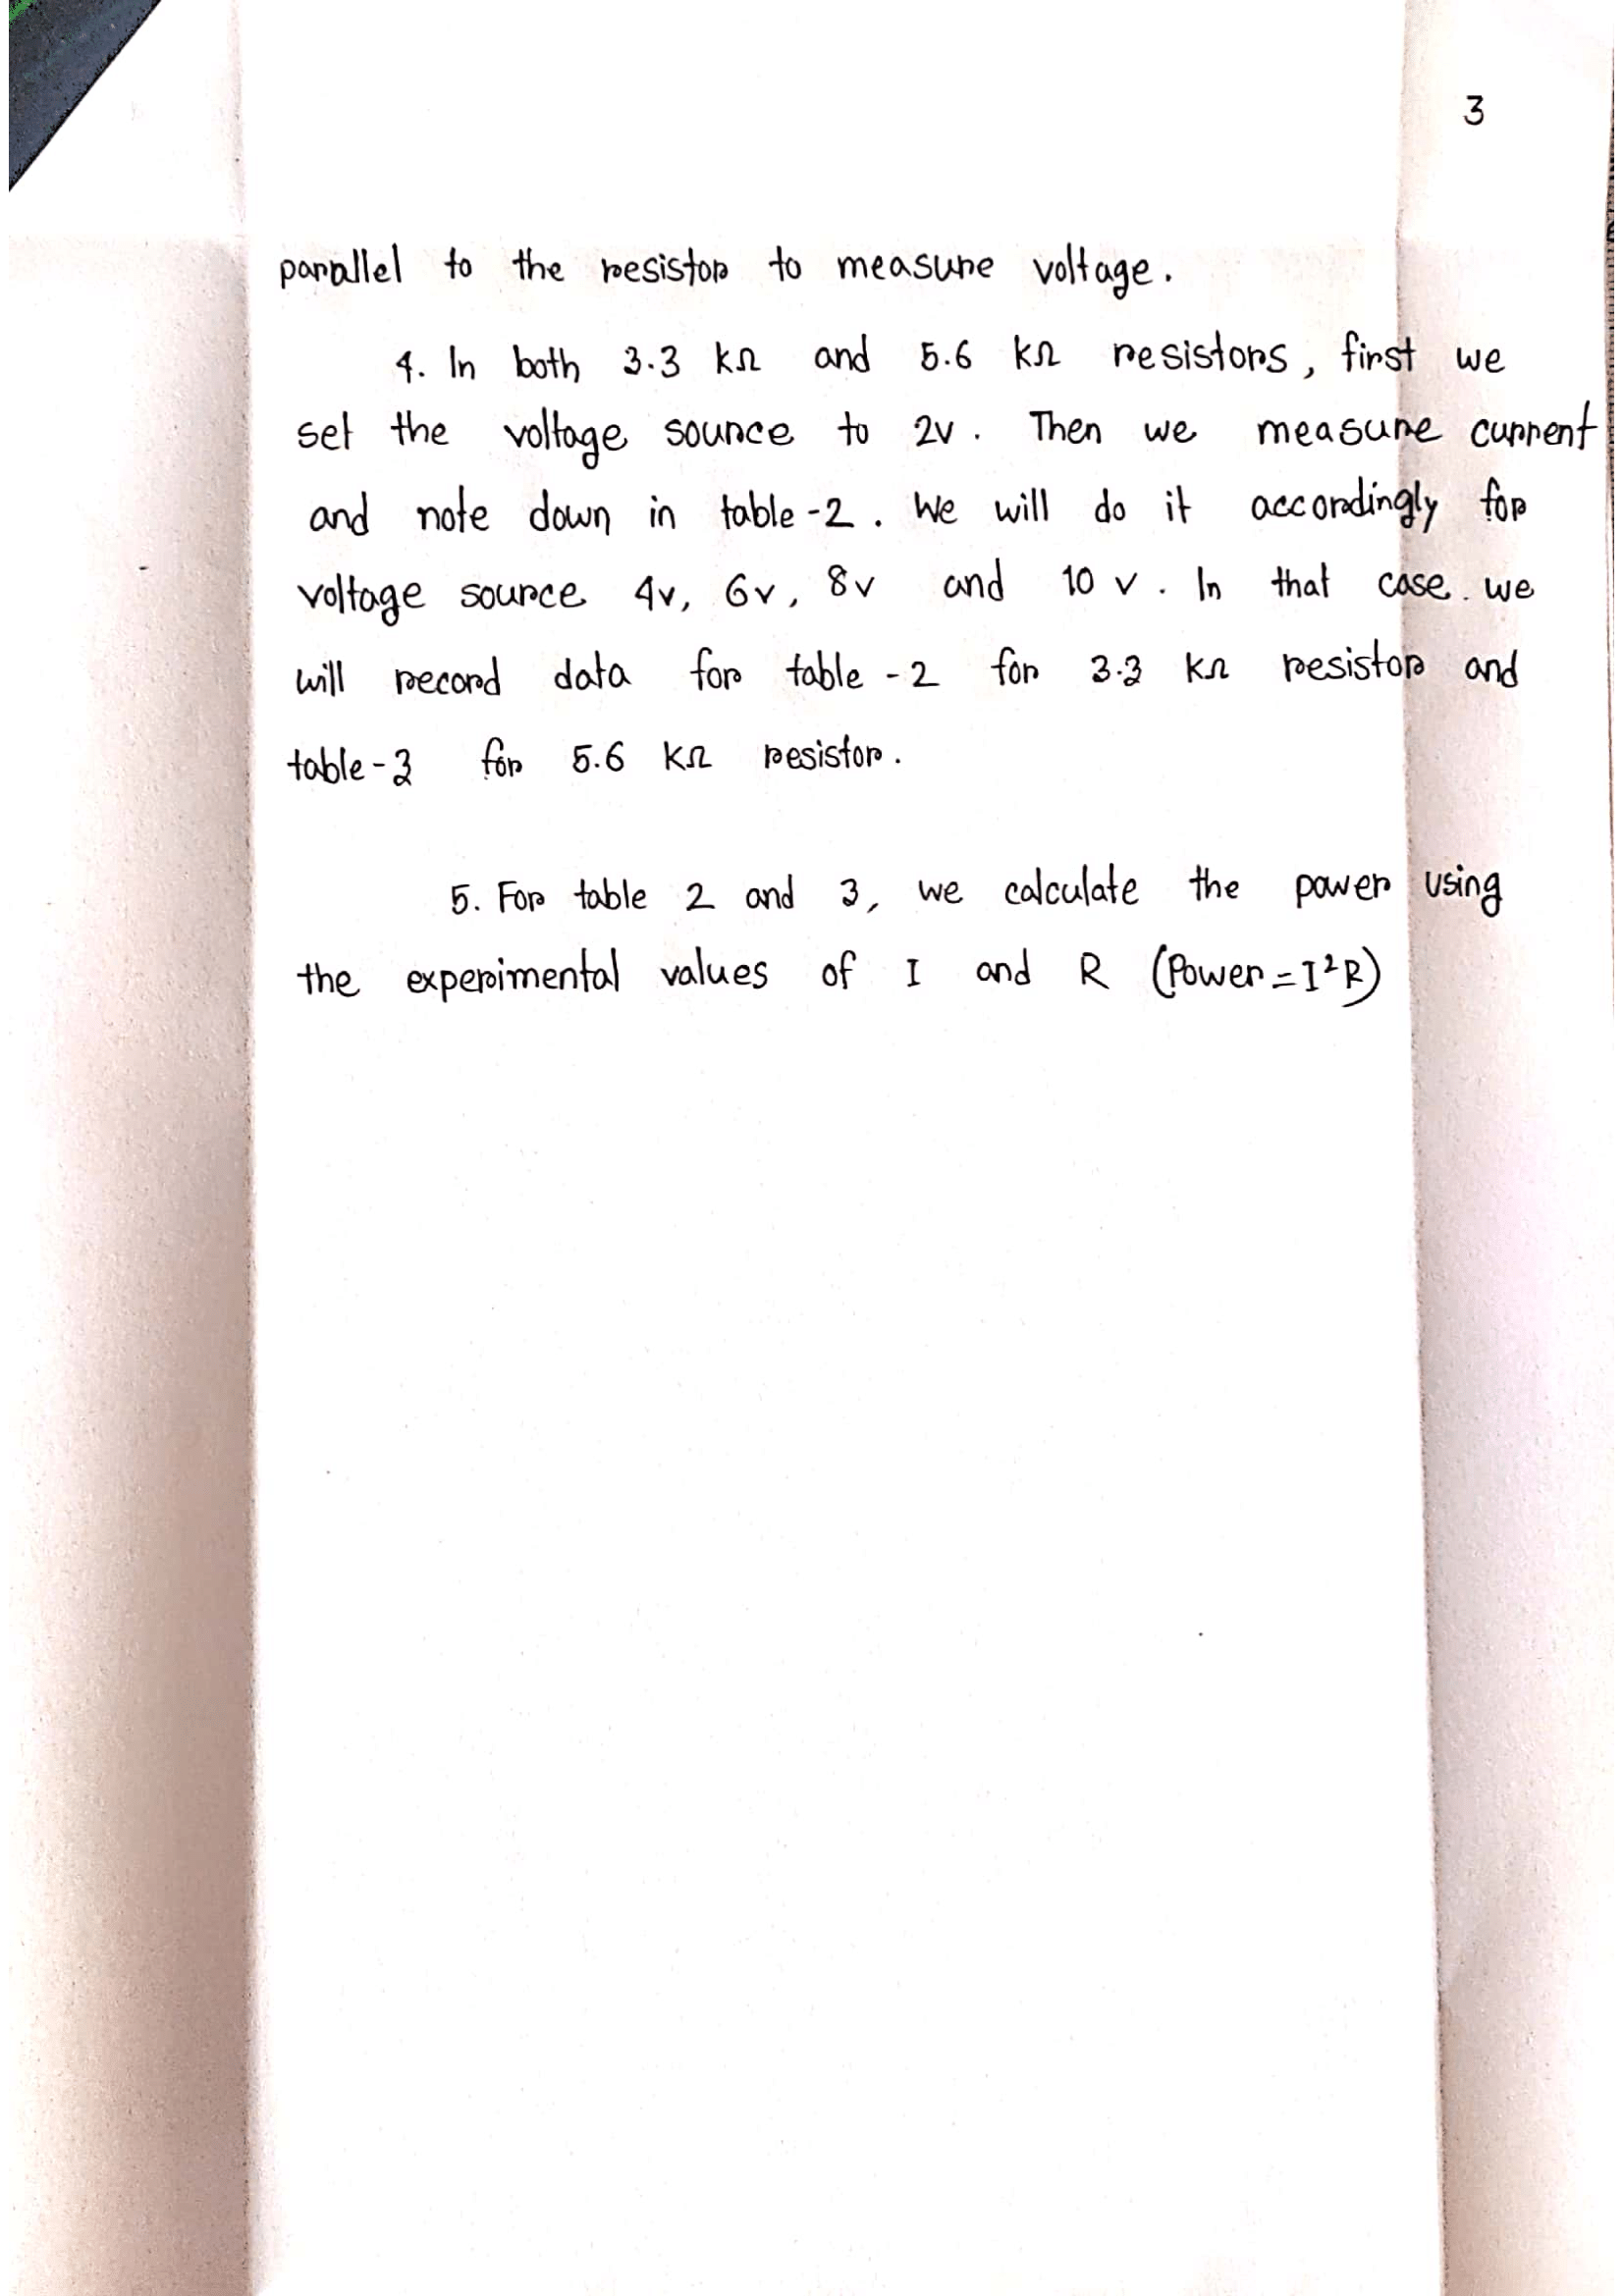 3
parallel to the resistor to measure voltage.
4. In both 3.3 kΩ and 5.6 kΩ resistors, first we
set the voltage source to 2v. Then we measure current
and note down in table-2. We will do it accordingly for
voltage source 4v, 6v, 8v and 10 v. In that case. we
will record data for table-2 for 3.3 kΩ resistor and
table-3 for 5.6 kΩ resistor.
5. For table 2 and 3, we calculate the power using
the experimental values of I and R (Power = I²R)